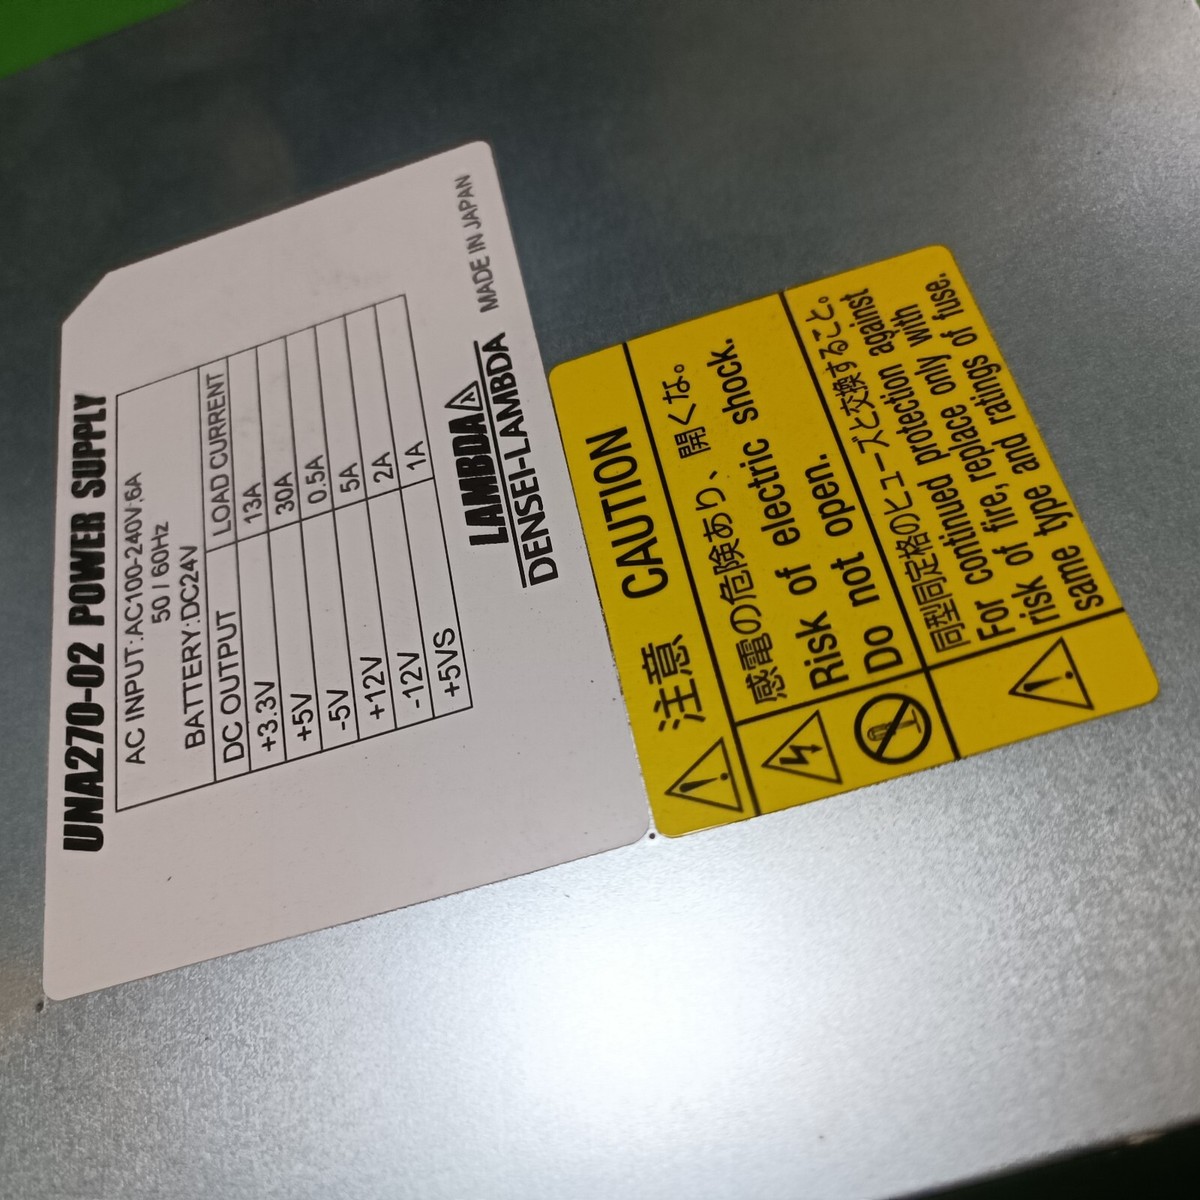 UNA270-02 POWER SUPPLY
AC INPUT:AC100-240V,6A
50 / 60Hz
BATTERY:DC24V
DC OUTPUT LOAD CURRENT
+3.3V 13A
+5V 30A
-5V 0.5A
+12V 5A
-12V 2A
+5VS 1A
LAMBDA
DENSEI-LAMBDA MADE IN JAPAN
注意 CAUTION
感電の危険あり、開くな。
Risk of electric shock.
Do not open.
同型同定格のヒューズと交換すること。
For continued protection against
risk of fire, replace only with
same type and ratings of fuse.